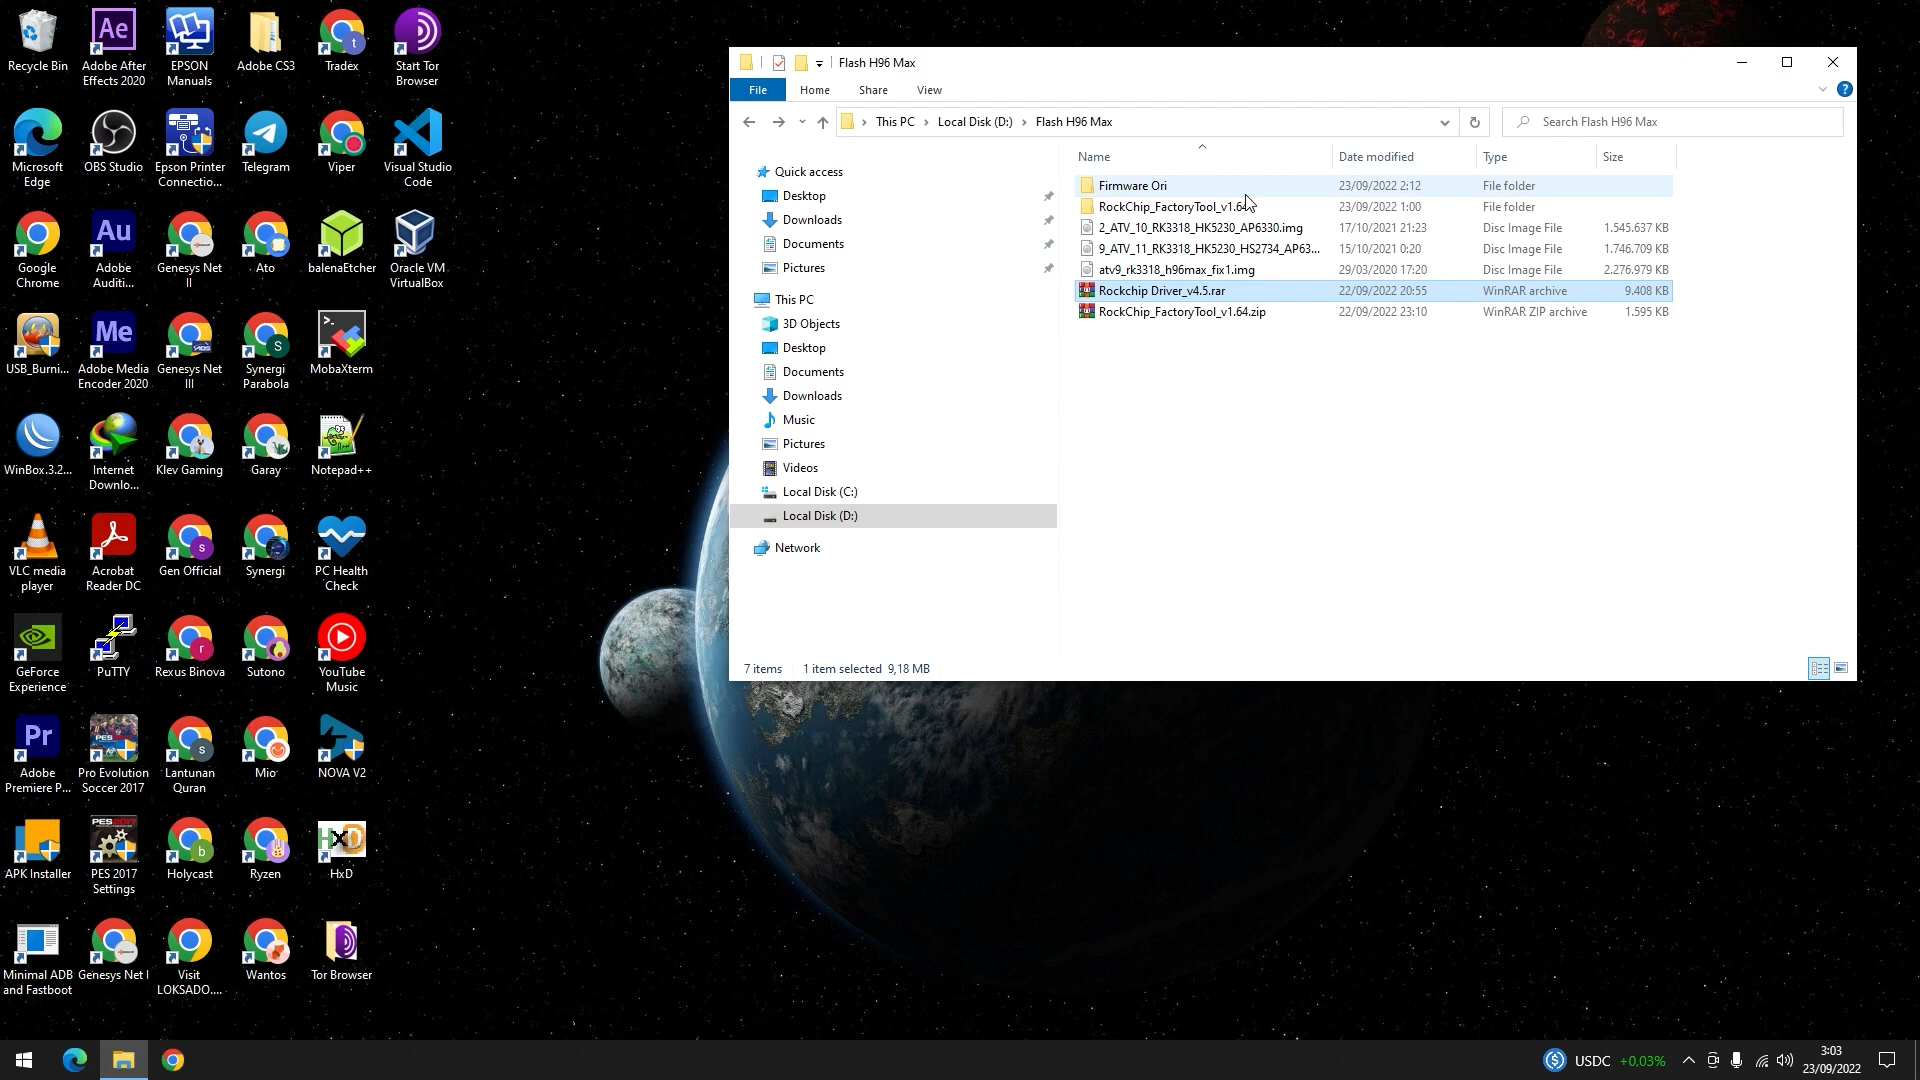 Recycle Bin
Adobe After
Effects 2020
EPSON
Manuals
Adobe CS3
Tradex
Start Tor
Browser
Microsoft
Edge
OBS Studio
Epson Printer
Connectio...
Telegram
Viper
Visual Studio
Code
Google
Chrome
Adobe
Auditi...
Genesys Net
II
Ato
balenaEtcher
Oracle VM
VirtualBox
USB_Burni...
Adobe Media
Encoder 2020
Genesys Net
III
Synergi
Parabola
MobaXterm
WinBox.3.2...
Internet
Downlo...
Klev Gaming
Garay
Notepad++
VLC media
player
Acrobat
Reader DC
Gen Official
Synergi
PC Health
Check
GeForce
Experience
PuTTY
Rexus Binova
Sutono
YouTube
Music
Adobe
Premiere P...
Pro Evolution
Soccer 2017
Lantunan
Quran
Mio
NOVA V2
APK Installer
PES 2017
Settings
Holycast
Ryzen
HxD
Minimal ADB
and Fastboot
Genesys Net I
Visit
LOKSADO....
Wantos
Tor Browser
Flash H96 Max
File
Home
Share
View
This PC
Local Disk (D:)
Flash H96 Max
Search Flash H96 Max
Quick access
Desktop
Downloads
Documents
Pictures
This PC
3D Objects
Desktop
Documents
Downloads
Music
Pictures
Videos
Local Disk (C:)
Local Disk (D:)
Network
Name Date modified Type Size
Firmware Ori 23/09/2022 2:12 File folder
RockChip_FactoryTool_v1.64 23/09/2022 1:00 File folder
2_ATV_10_RK3318_HK5230_AP6330.img 17/10/2021 21:23 Disc Image File 1.545.637 KB
9_ATV_11_RK3318_HK5230_HS2734_AP63... 15/10/2021 0:20 Disc Image File 1.746.709 KB
atv9_rk3318_h96max_fix1.img 29/03/2020 17:20 Disc Image File 2.276.979 KB
Rockchip Driver_v4.5.rar 22/09/2022 20:55 WinRAR archive 9.408 KB
RockChip_FactoryTool_v1.64.zip 22/09/2022 23:10 WinRAR ZIP archive 1.595 KB
7 items 1 item selected 9,18 MB
USDC +0,03%
3:03
23/09/2022